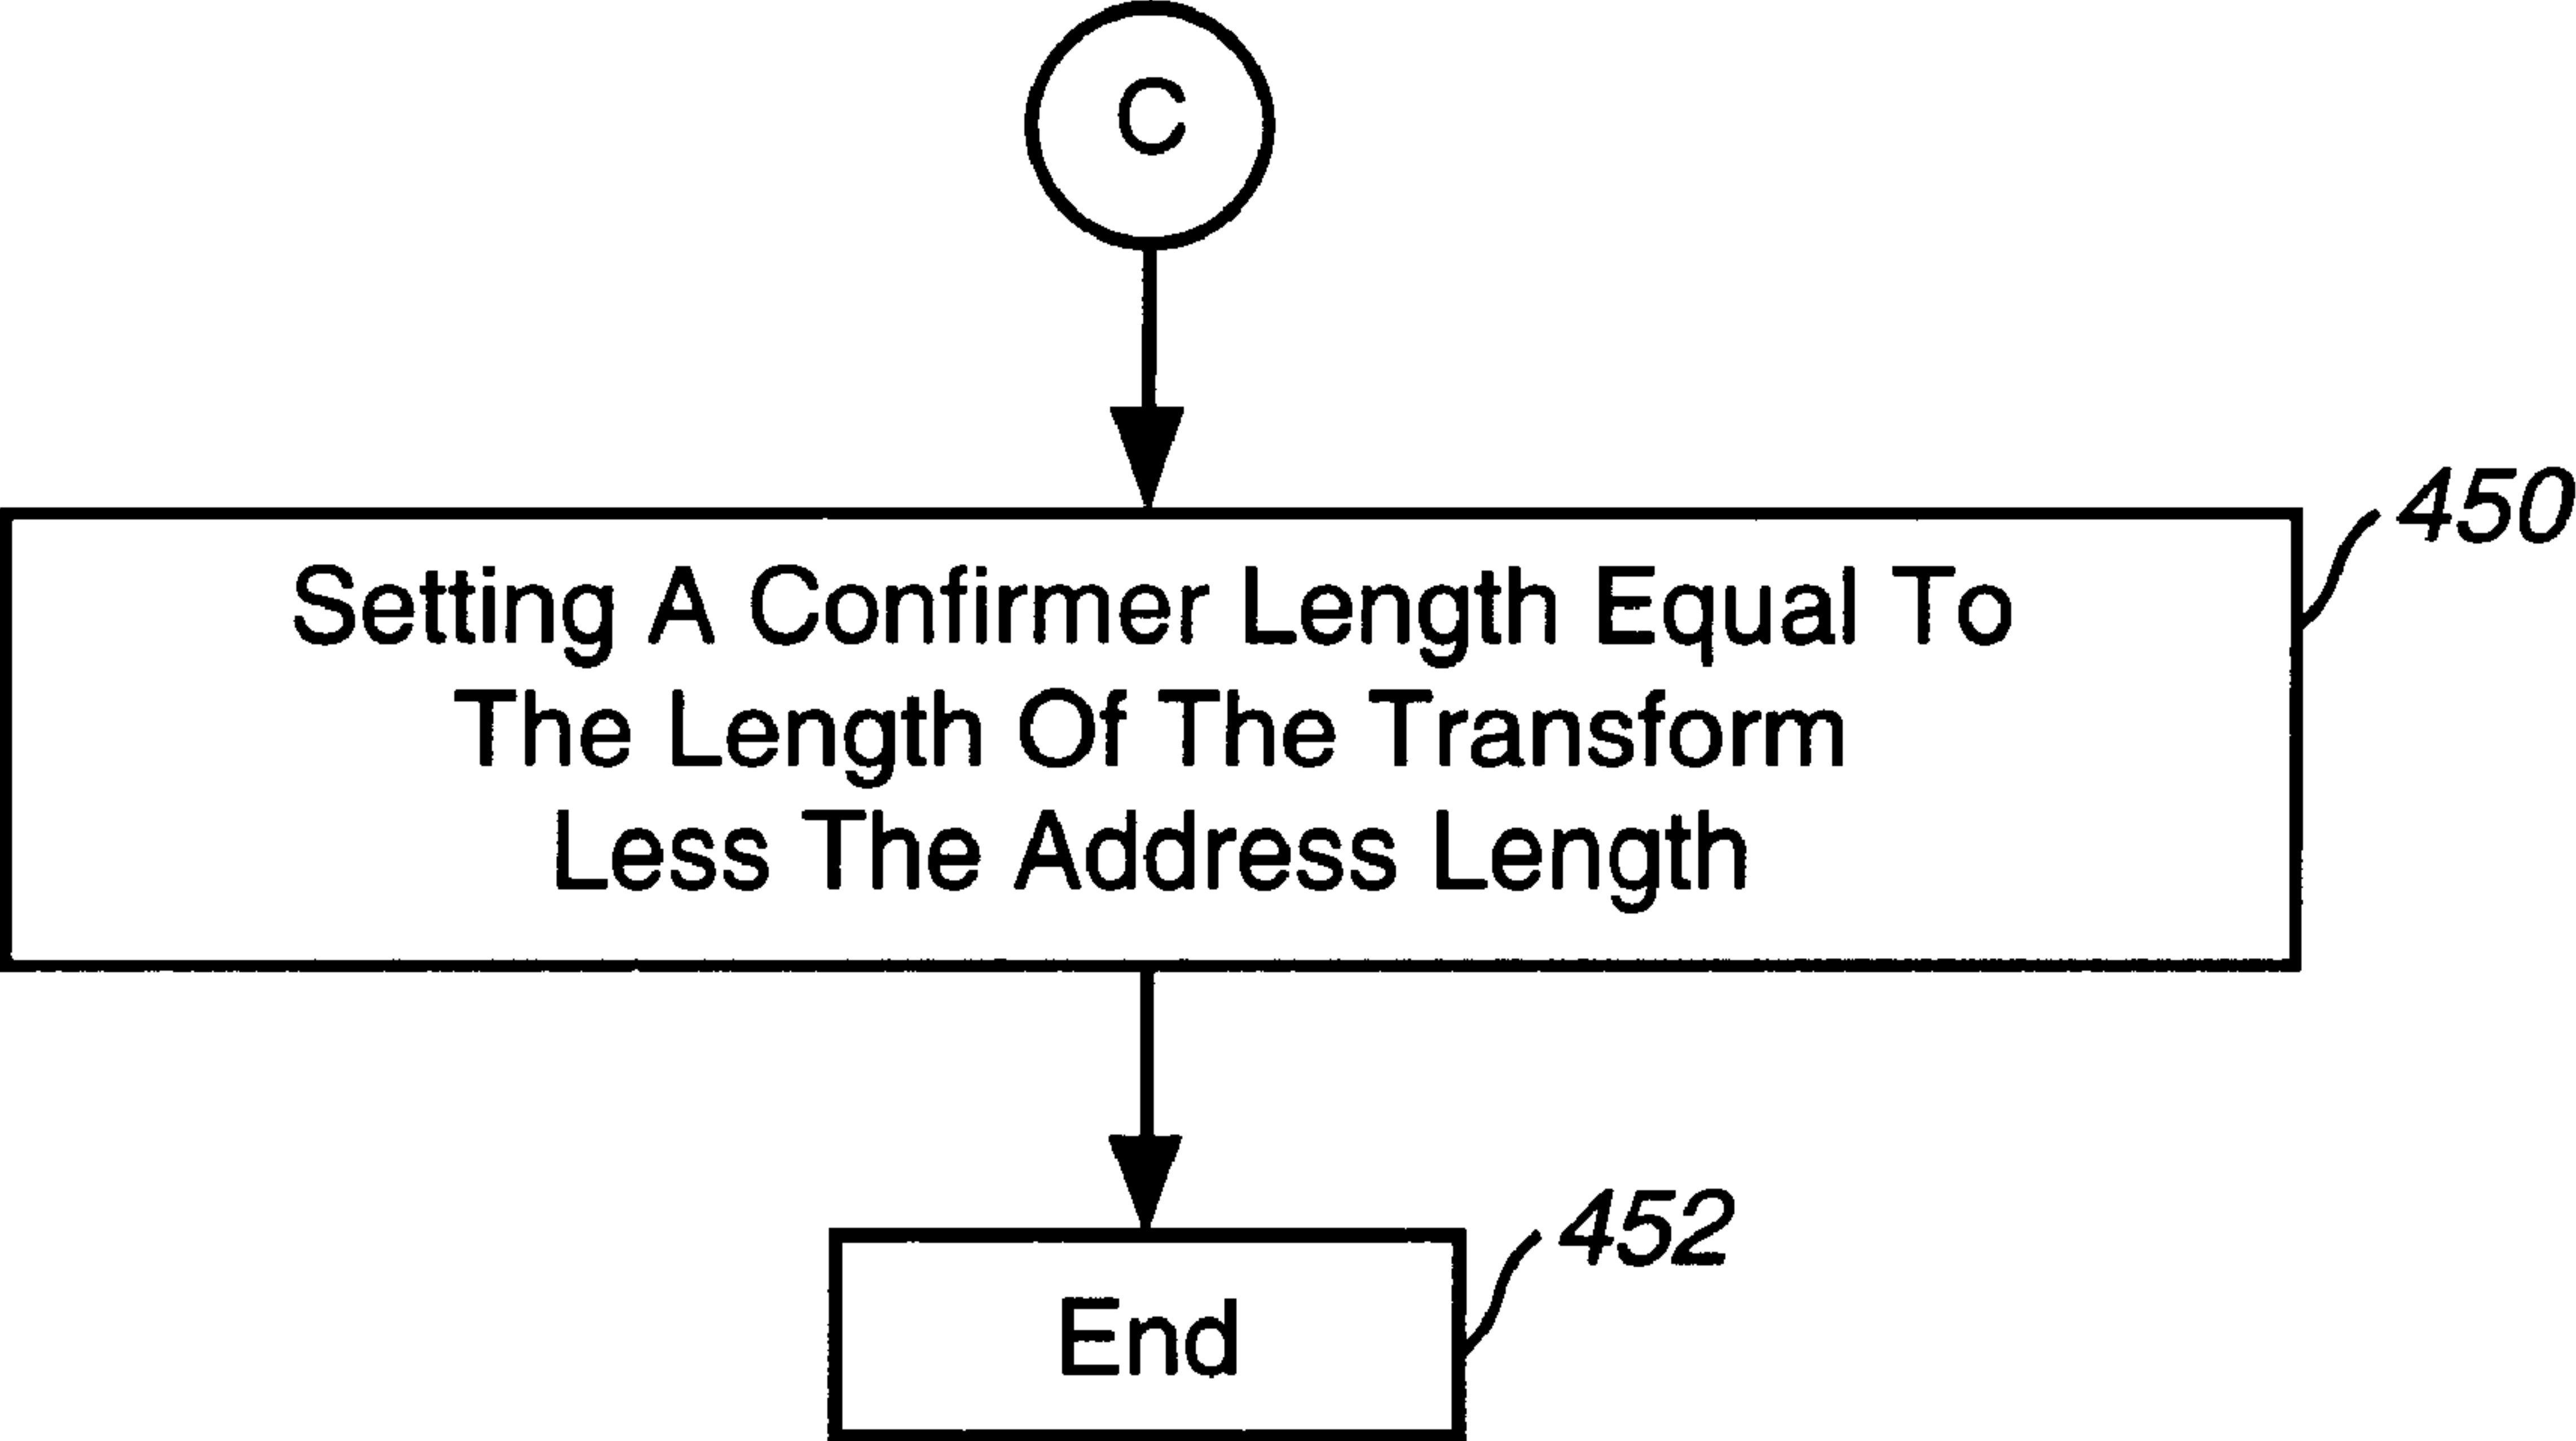 C
450
Setting A Confirmer Length Equal To
The Length Of The Transform
Less The Address Length
452
End